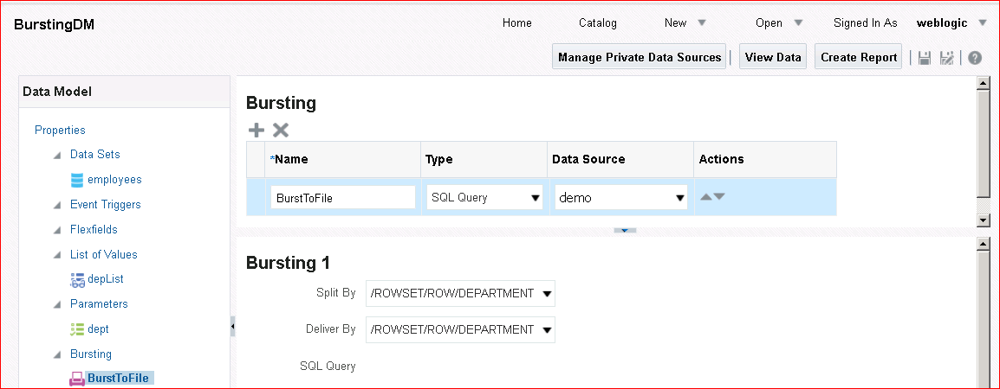 BurstingDM
Home Catalog New Open Signed In As weblogic
Manage Private Data Sources View Data Create Report ?
Data Model
Properties
Data Sets
employees
Event Triggers
Flexfields
List of Values
depList
Parameters
dept
Bursting
BurstToFile
Bursting
*Name Type Data Source Actions
BurstToFile SQL Query demo
Bursting 1
Split By /ROWSET/ROW/DEPARTMENT
Deliver By /ROWSET/ROW/DEPARTMENT
SQL Query